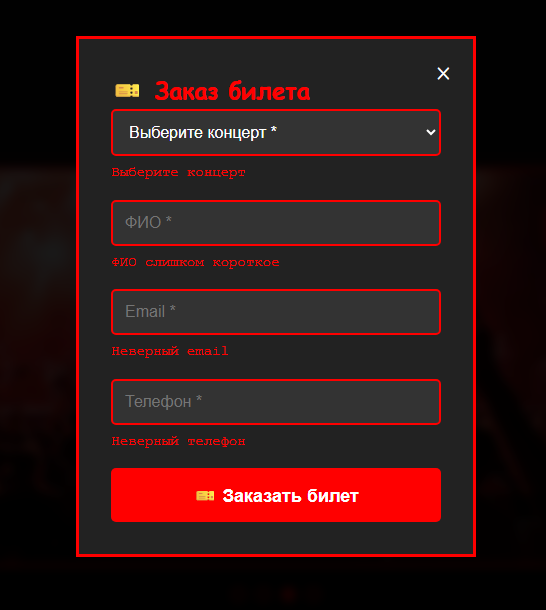 🎫 Заказ билета
Выберите концерт *
Выберите концерт
ФИО *
ФИО слишком короткое
Email *
Неверный email
Телефон *
Неверный телефон
🎫 Заказать билет